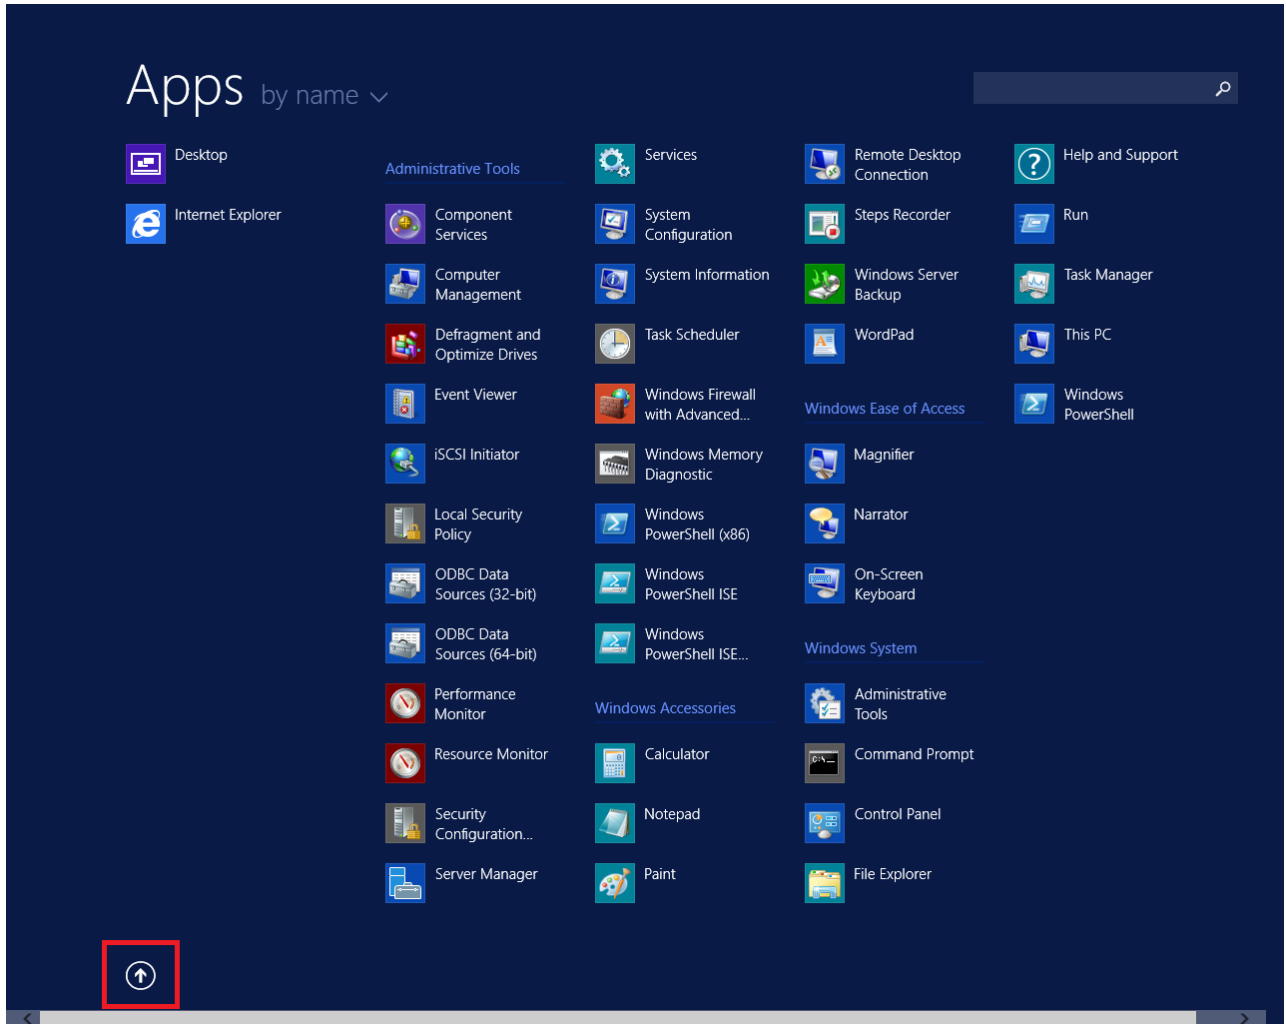 Apps by name
Desktop
Internet Explorer
Administrative Tools
Component
Services
Computer
Management
Defragment and
Optimize Drives
Event Viewer
iSCSI Initiator
Local Security
Policy
ODBC Data
Sources (32-bit)
ODBC Data
Sources (64-bit)
Performance
Monitor
Resource Monitor
Security
Configuration...
Server Manager
Services
System
Configuration
System Information
Task Scheduler
Windows Firewall
with Advanced...
Windows Memory
Diagnostic
Windows
PowerShell (x86)
Windows
PowerShell ISE
Windows
PowerShell ISE...
Windows Accessories
Calculator
Notepad
Paint
Remote Desktop
Connection
Steps Recorder
Windows Server
Backup
WordPad
Windows Ease of Access
Magnifier
Narrator
On-Screen
Keyboard
Windows System
Administrative
Tools
Command Prompt
Control Panel
File Explorer
Help and Support
Run
Task Manager
This PC
Windows
PowerShell